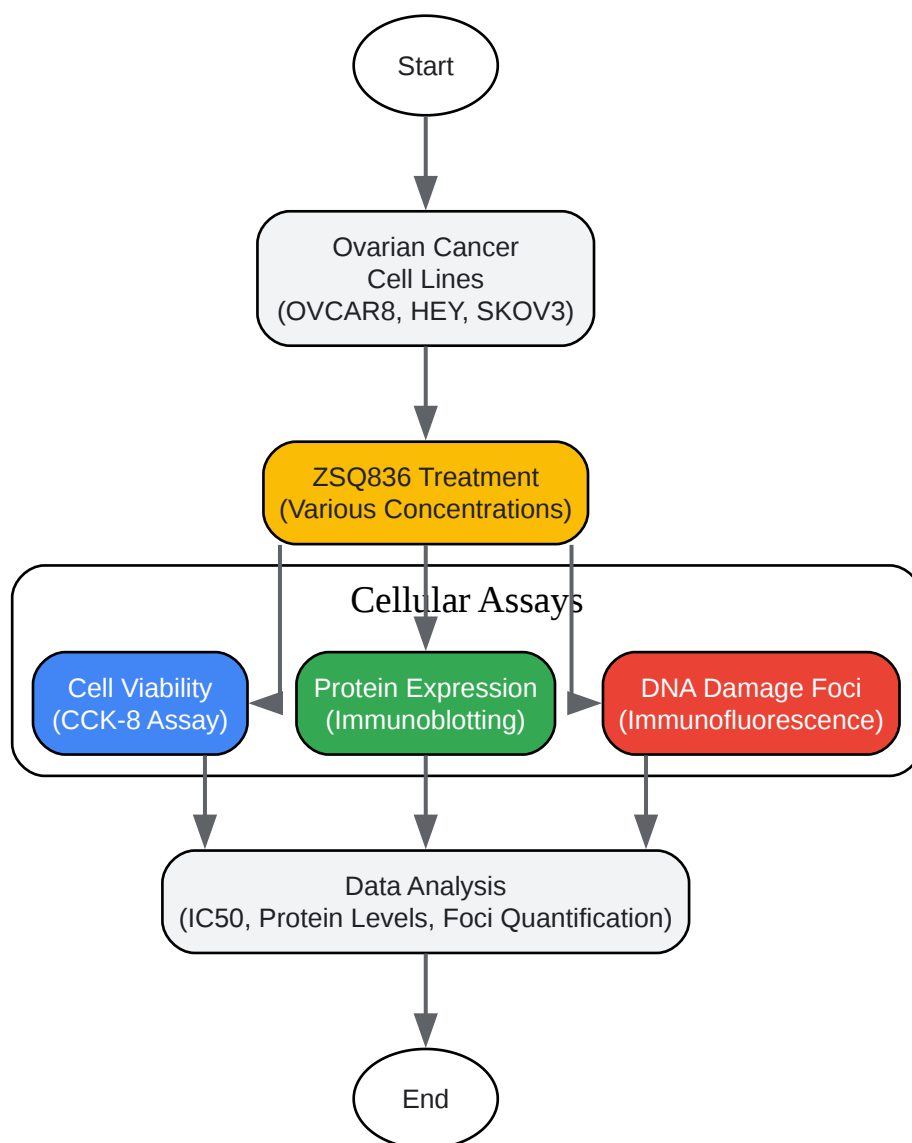 Start
Ovarian Cancer
Cell Lines
(OVCAR8, HEY, SKOV3)
ZSQ836 Treatment
(Various Concentrations)
Cellular Assays
Cell Viability
(CCK-8 Assay)
Protein Expression
(Immunoblotting)
DNA Damage Foci
(Immunofluorescence)
Data Analysis
(IC50, Protein Levels, Foci Quantification)
End